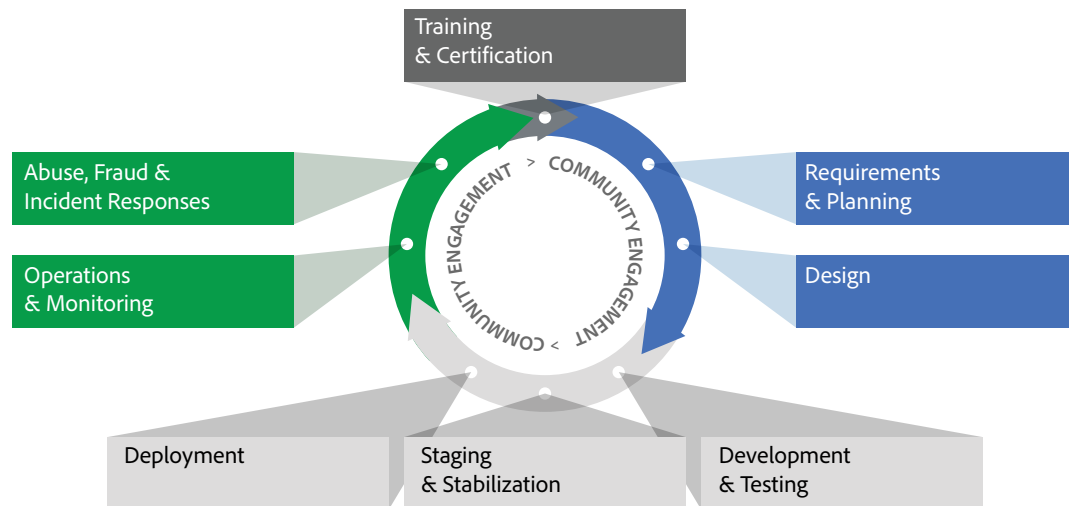 Training
& Certification
Abuse, Fraud &
Incident Responses
Requirements
& Planning
Operations
& Monitoring
Design
COMMUNITY ENGAGEMENT > COMMUNITY ENGAGEMENT >
Deployment
Staging
& Stabilization
Development
& Testing